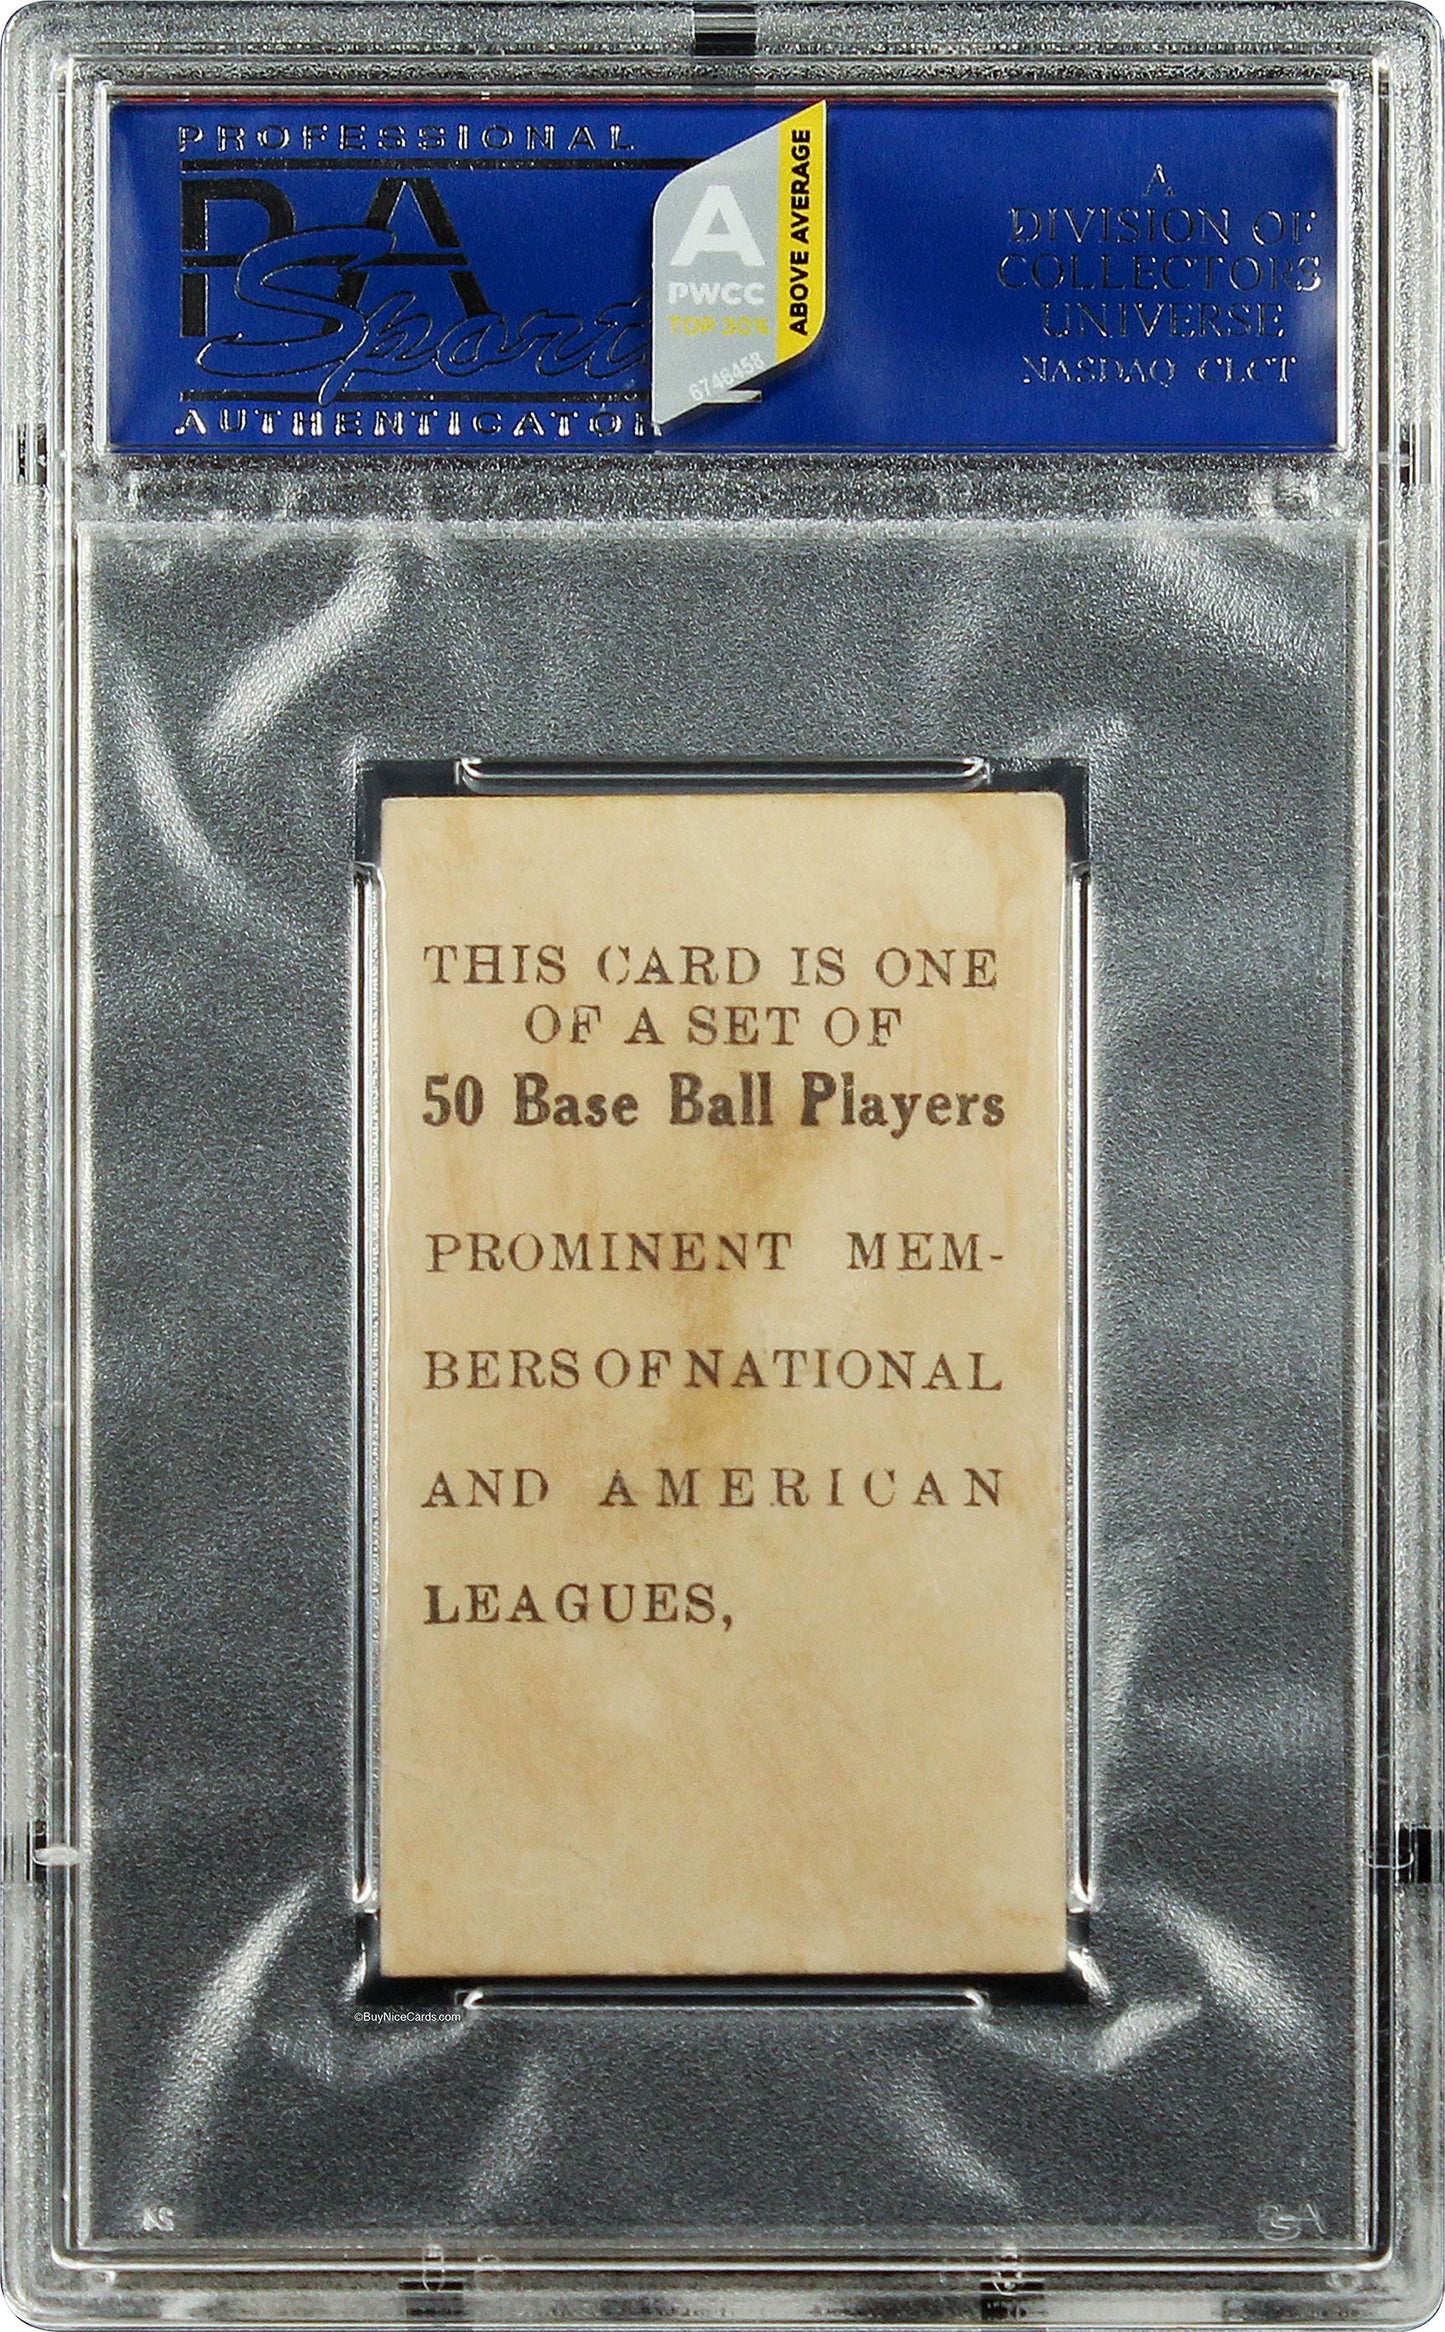 PROFESSIONAL
PSA
Sports
AUTHENTICATOR
A
PWCC
TOP 30%
6746458
ABOVE AVERAGE
A
DIVISION OF
COLLECTORS
UNIVERSE
NASDAQ CLCT
THIS CARD IS ONE
OF A SET OF
50 Base Ball Players
PROMINENT MEM-
BERS OF NATIONAL
AND AMERICAN
LEAGUES,
©BuyNiceCards.com
PSA